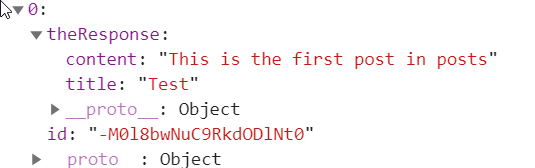 ▼0:
▼theResponse:
content: "This is the first post in posts"
title: "Test"
▶__proto__: Object
id: "-M0l8bwNuC9RkdODlNt0"
▶__proto__: Object